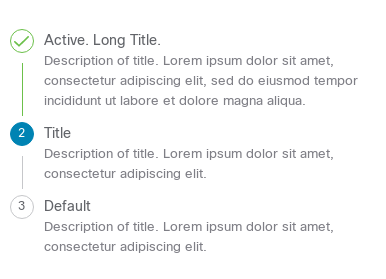 Active. Long Title.
Description of title. Lorem ipsum dolor sit amet,
consectetur adipiscing elit, sed do eiusmod tempor
incididunt ut labore et dolore magna aliqua.
2 Title
Description of title. Lorem ipsum dolor sit amet,
consectetur adipiscing elit.
3 Default
Description of title. Lorem ipsum dolor sit amet,
consectetur adipiscing elit.